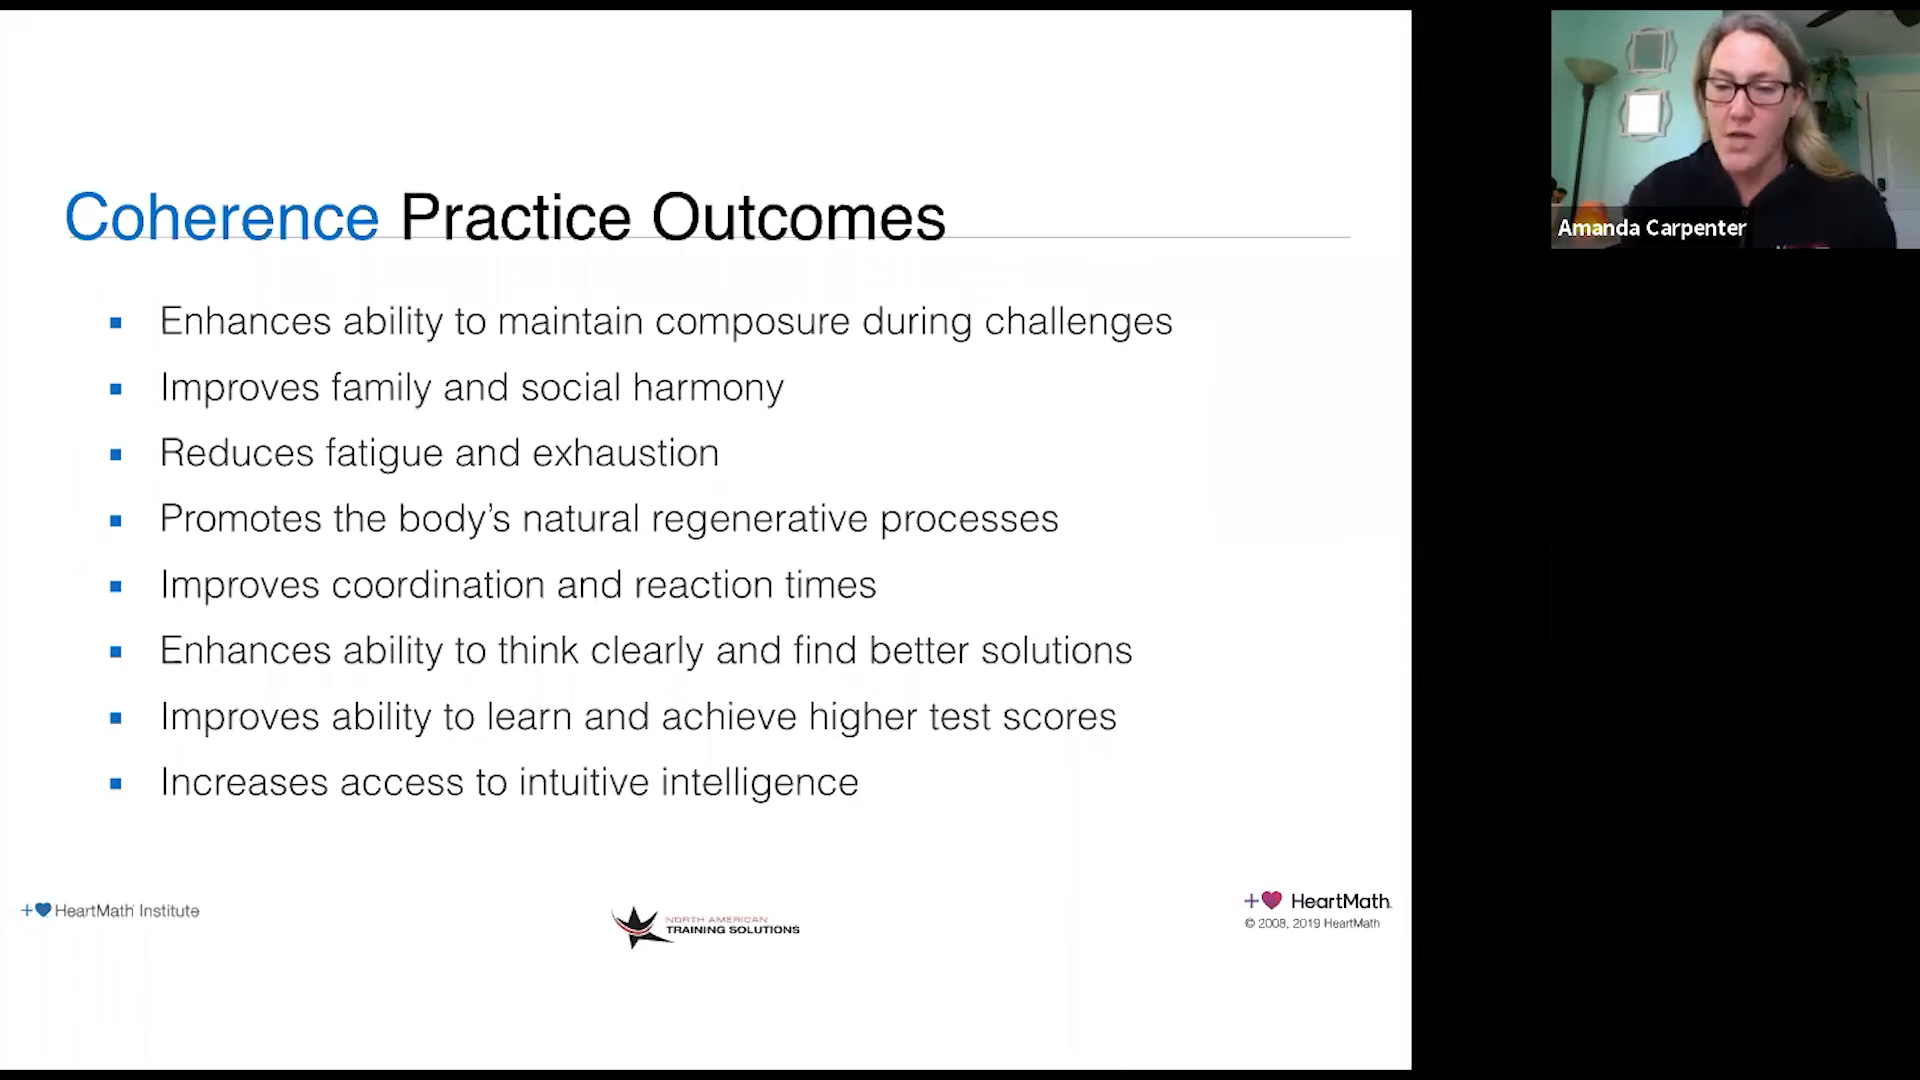 Coherence Practice Outcomes
Enhances ability to maintain composure during challenges
Improves family and social harmony
Reduces fatigue and exhaustion
Promotes the body’s natural regenerative processes
Improves coordination and reaction times
Enhances ability to think clearly and find better solutions
Improves ability to learn and achieve higher test scores
Increases access to intuitive intelligence
HeartMath Institute
NORTH AMERICAN
TRAINING SOLUTIONS
HeartMath
© 2008, 2019 HeartMath
Amanda Carpenter